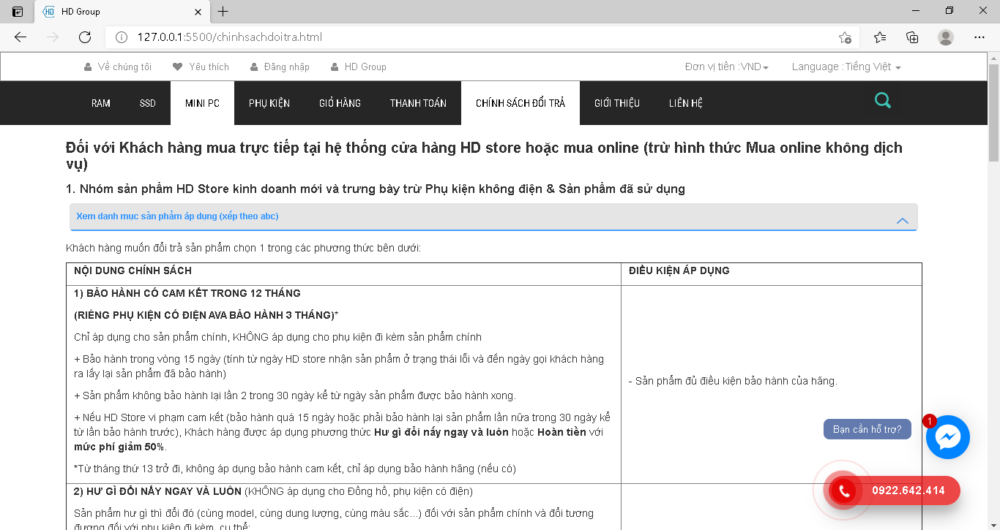 HD Group
127.0.0.1:5500/chinhsachdoitra.html
Về chúng tôi Yêu thích Đăng nhập HD Group Đơn vị tiền :VND Language :Tiếng Việt
RAM SSD MINI PC PHỤ KIỆN GIỎ HÀNG THANH TOÁN CHÍNH SÁCH ĐỔI TRẢ GIỚI THIỆU LIÊN HỆ
Đối với Khách hàng mua trực tiếp tại hệ thống cửa hàng HD store hoặc mua online (trừ hình thức Mua online không dịch
vụ)
1. Nhóm sản phẩm HD Store kinh doanh mới và trưng bày trừ Phụ kiện không điện & Sản phẩm đã sử dụng
Xem danh mục sản phẩm áp dụng (xếp theo abc)
Khách hàng muốn đổi trả sản phẩm chọn 1 trong các phương thức bên dưới:
NỘI DUNG CHÍNH SÁCH ĐIỀU KIỆN ÁP DỤNG
1) BẢO HÀNH CÓ CAM KẾT TRONG 12 THÁNG
(RIÊNG PHỤ KIỆN CÓ ĐIỆN AVA BẢO HÀNH 3 THÁNG)*
Chỉ áp dụng cho sản phẩm chính, KHÔNG áp dụng cho phụ kiện đi kèm sản phẩm chính
+ Bảo hành trong vòng 15 ngày (tính từ ngày HD store nhận sản phẩm ở trạng thái lỗi và đến ngày gọi khách hàng
ra lấy lại sản phẩm đã bảo hành)
- Sản phẩm đủ điều kiện bảo hành của hãng.
+ Sản phẩm không bảo hành lại lần 2 trong 30 ngày kể từ ngày sản phẩm được bảo hành xong.
+ Nếu HD Store vi phạm cam kết (bảo hành quá 15 ngày hoặc phải bảo hành lại sản phẩm lần nữa trong 30 ngày kể
từ lần bảo hành trước), Khách hàng được áp dụng phương thức Hư gì đổi nấy ngay và luôn hoặc Hoàn tiền với
mức phí giảm 50%.
*Từ tháng thứ 13 trở đi, không áp dụng bảo hành cam kết, chỉ áp dụng bảo hành hãng (nếu có)
2) HƯ GÌ ĐỔI NẤY NGAY VÀ LUÔN (KHÔNG áp dụng cho Đồng hồ, phụ kiện có điện)
Sản phẩm hư gì thì đổi đó (cùng model, cùng dung lượng, cùng màu sắc...) đối với sản phẩm chính và đổi tương
đương đối với phụ kiện đi kèm, cụ thể:
Bạn cần hỗ trợ?
1
0922.642.414